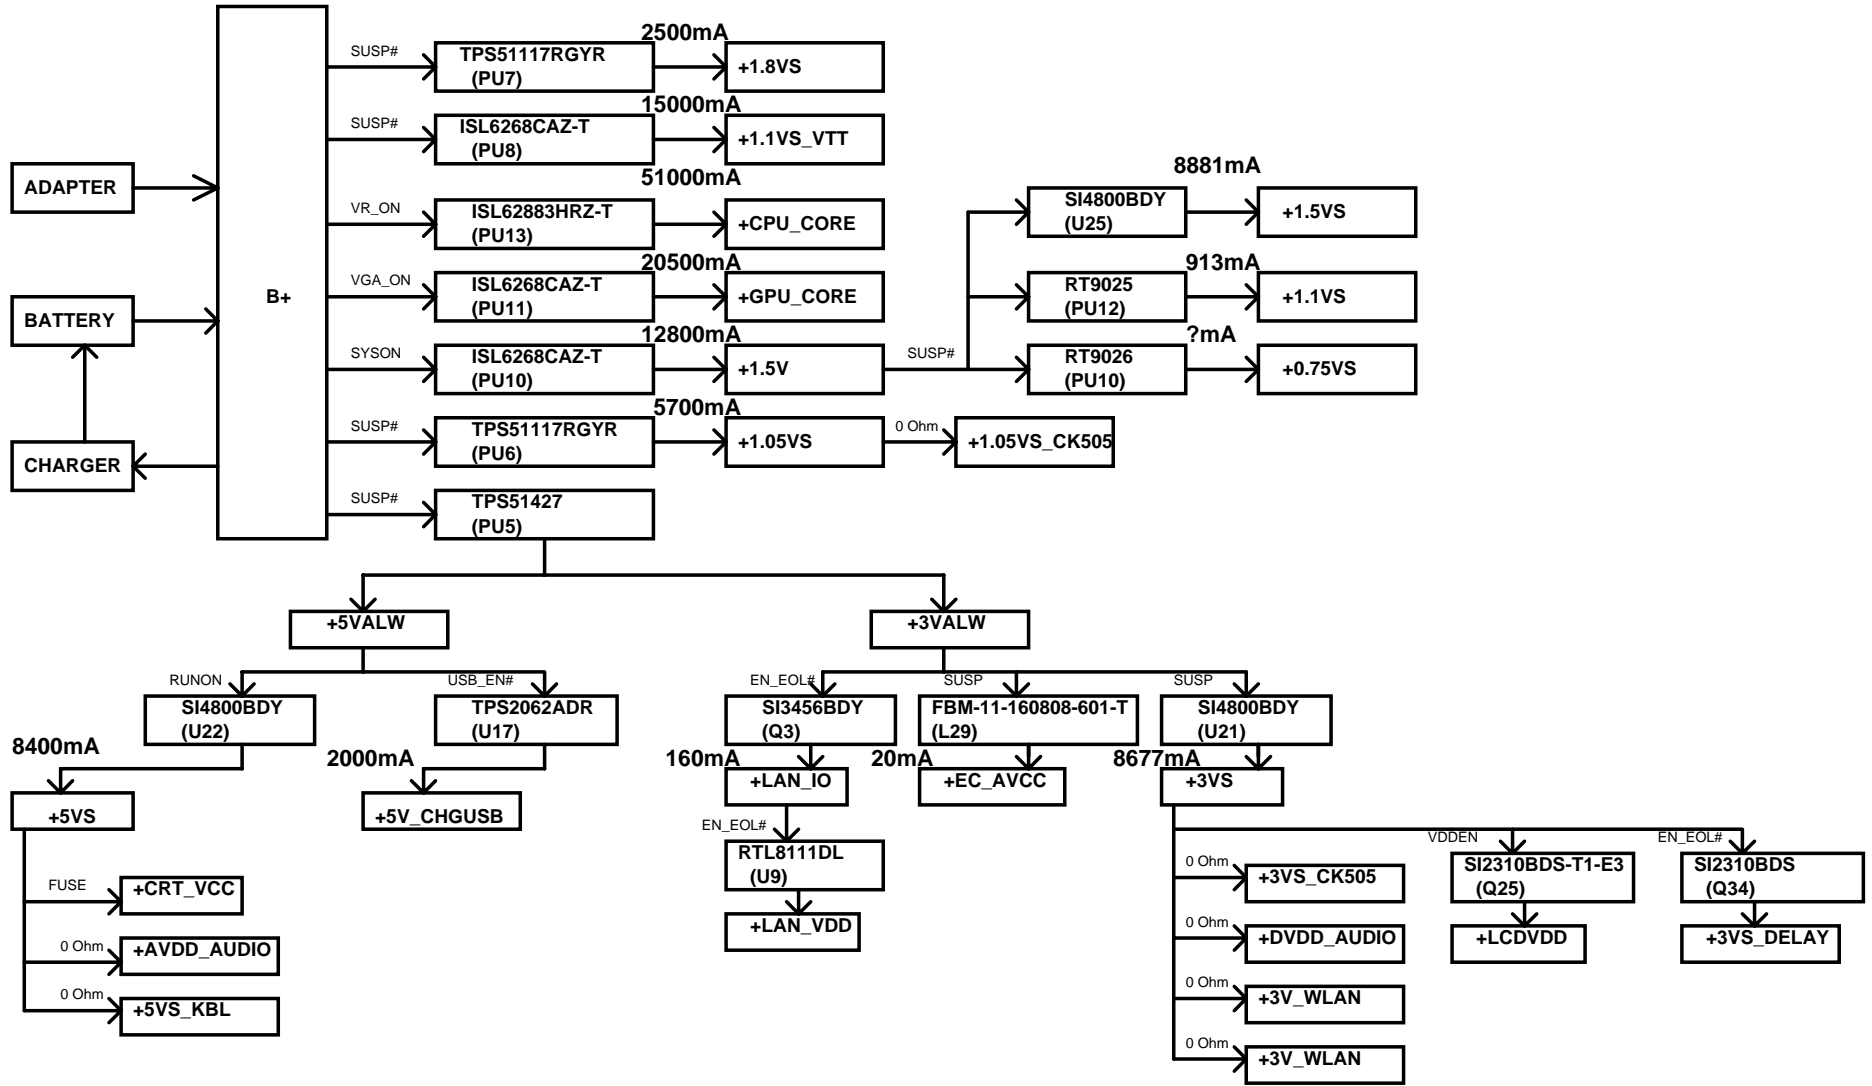 2500mA
SUSP#
TPS51117RGYR
(PU7)
+1.8VS
15000mA
SUSP#
ISL6268CAZ-T
(PU8)
+1.1VS_VTT
ADAPTER
51000mA
VR_ON
ISL62883HRZ-T
(PU13)
+CPU_CORE
8881mA
SI4800BDY
(U25)
+1.5VS
B+
20500mA
VGA_ON
ISL6268CAZ-T
(PU11)
+GPU_CORE
913mA
RT9025
(PU12)
+1.1VS
BATTERY
12800mA
SYSON
ISL6268CAZ-T
(PU10)
+1.5V
SUSP#
?mA
RT9026
(PU10)
+0.75VS
5700mA
SUSP#
TPS51117RGYR
(PU6)
+1.05VS
0 Ohm
+1.05VS_CK505
CHARGER
SUSP#
TPS51427
(PU5)
+5VALW
+3VALW
RUNON
SI4800BDY
(U22)
USB_EN#
TPS2062ADR
(U17)
EN_EOL#
SI3456BDY
(Q3)
SUSP
FBM-11-160808-601-T
(L29)
SUSP
SI4800BDY
(U21)
8400mA
+5VS
2000mA
+5V_CHGUSB
160mA
+LAN_IO
20mA
+EC_AVCC
8677mA
+3VS
EN_EOL#
RTL8111DL
(U9)
+LAN_VDD
VDDEN
SI2310BDS-T1-E3
(Q25)
+LCDVDD
EN_EOL#
SI2310BDS
(Q34)
+3VS_DELAY
FUSE
+CRT_VCC
0 Ohm
+AVDD_AUDIO
0 Ohm
+5VS_KBL
0 Ohm
+3VS_CK505
0 Ohm
+DVDD_AUDIO
0 Ohm
+3V_WLAN
0 Ohm
+3V_WLAN